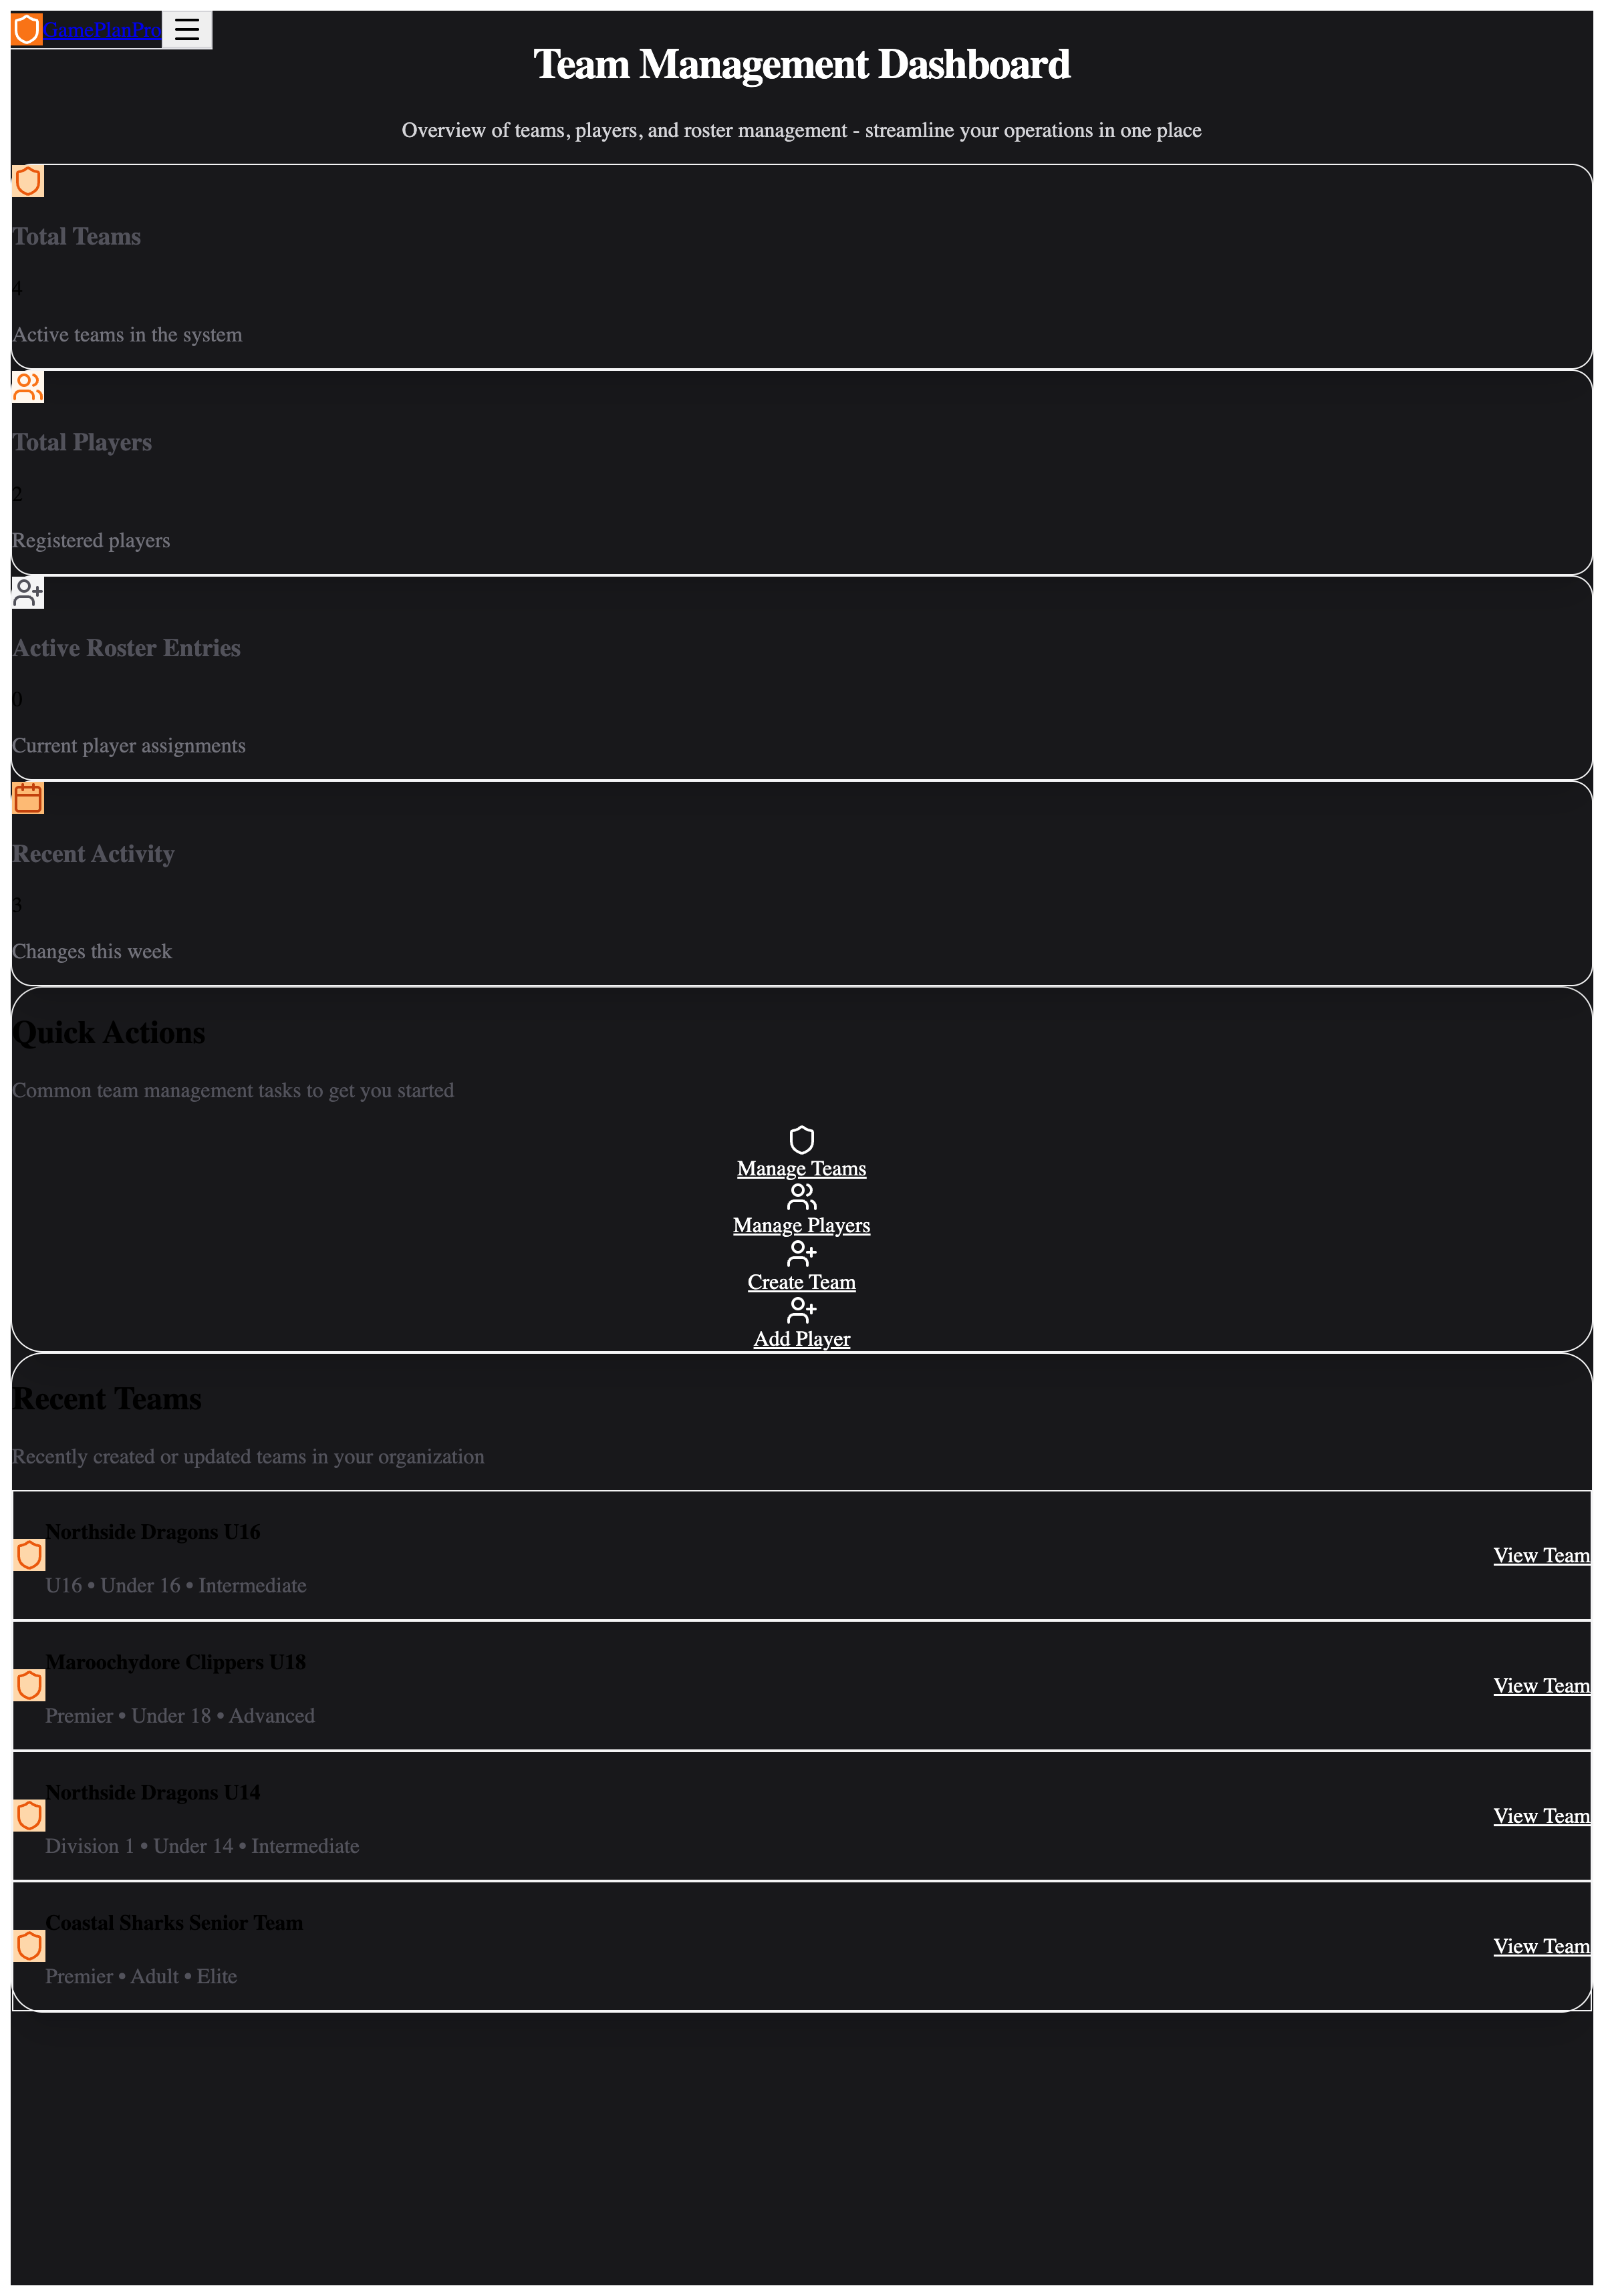 GamePlanPro
Team Management Dashboard
Overview of teams, players, and roster management - streamline your operations in one place
Total Teams
4
Active teams in the system
Total Players
2
Registered players
Active Roster Entries
0
Current player assignments
Recent Activity
3
Changes this week
Quick Actions
Common team management tasks to get you started
Manage Teams
Manage Players
Create Team
Add Player
Recent Teams
Recently created or updated teams in your organization
Northside Dragons U16
U16 • Under 16 • Intermediate
View Team
Maroochydore Clippers U18
Premier • Under 18 • Advanced
View Team
Northside Dragons U14
Division 1 • Under 14 • Intermediate
View Team
Coastal Sharks Senior Team
Premier • Adult • Elite
View Team